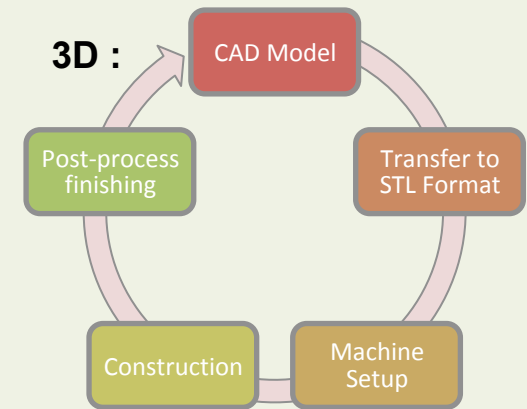 3D :
CAD Model
Transfer to
STL Format
Machine
Setup
Construction
Post-process
finishing